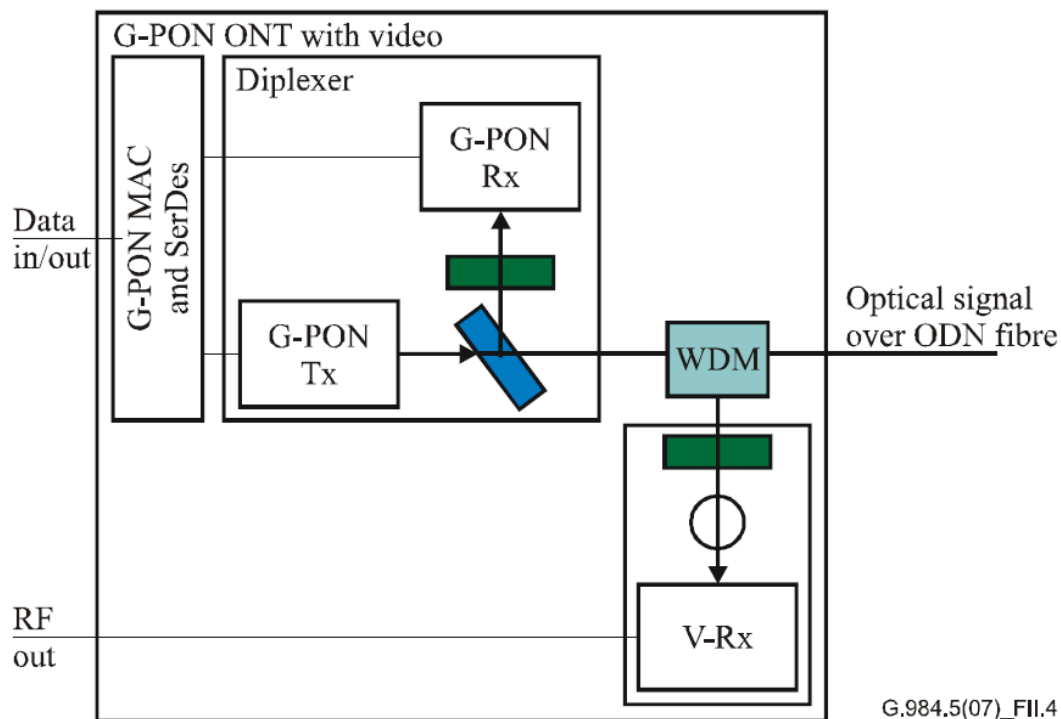 G-PON ONT with video
Diplexer
G-PON MAC
and SerDes
G-PON
Rx
Data
in/out
G-PON
Tx
Optical signal
over ODN fibre
WDM
RF
out
V-Rx
G.984.5(07)_FII.4